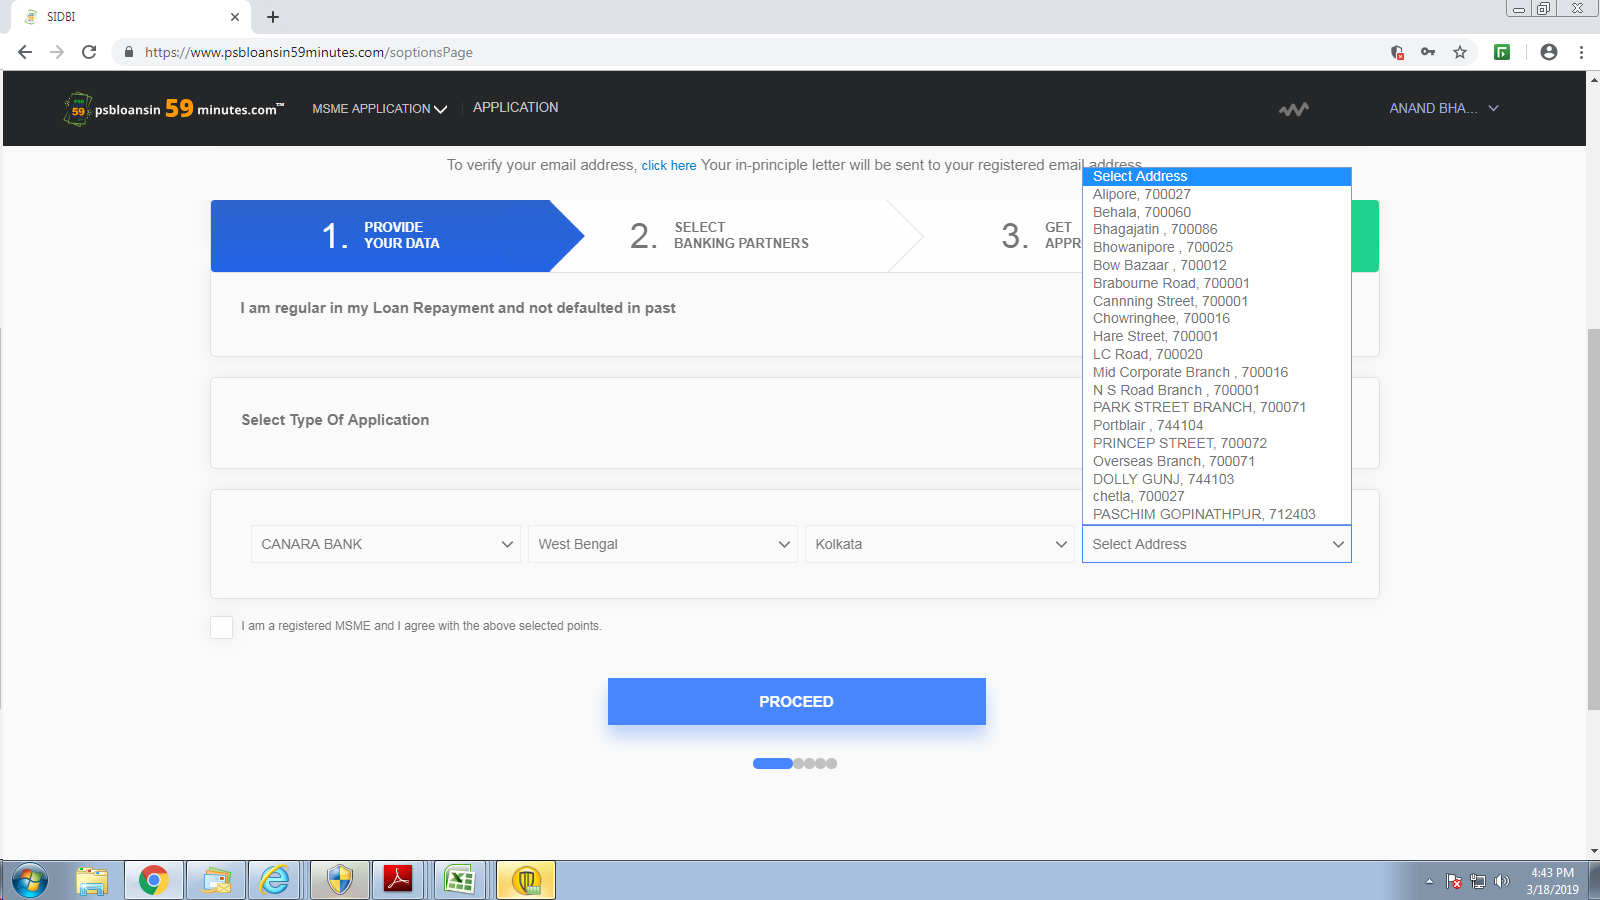 SIDBI
https://www.psbloansin59minutes.com/soptionsPage
PSB 59 psbloansin 59 minutes.com™
MSME APPLICATION
APPLICATION
ANAND BHA...
To verify your email address, click here Your in-principle letter will be sent to your registered email address
1. PROVIDE YOUR DATA
2. SELECT BANKING PARTNERS
3. GET APPR
I am regular in my Loan Repayment and not defaulted in past
Select Type Of Application
Select Address
Alipore, 700027
Behala, 700060
Bhagajatin , 700086
Bhowanipore , 700025
Bow Bazaar , 700012
Brabourne Road, 700001
Cannning Street, 700001
Chowringhee, 700016
Hare Street, 700001
LC Road, 700020
Mid Corporate Branch , 700016
N S Road Branch , 700001
PARK STREET BRANCH, 700071
Portblair , 744104
PRINCEP STREET, 700072
Overseas Branch, 700071
DOLLY GUNJ, 744103
chetla, 700027
PASCHIM GOPINATHPUR, 712403
CANARA BANK
West Bengal
Kolkata
Select Address
I am a registered MSME and I agree with the above selected points.
PROCEED
4:43 PM
3/18/2019